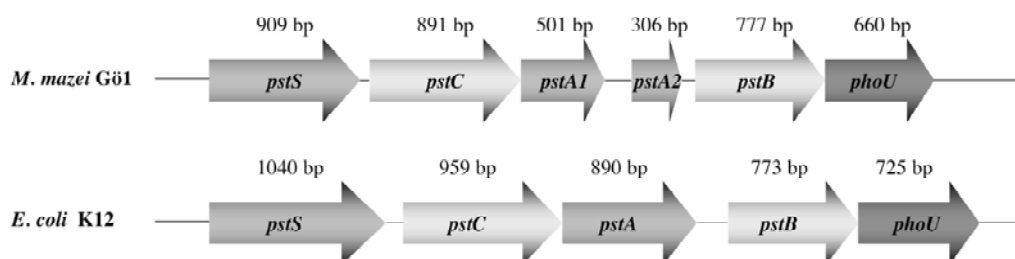 909 bp 891 bp 501 bp 306 bp 777 bp 660 bp
M. mazei Gö1 pstS pstC pstA1 pstA2 pstB phoU
1040 bp 959 bp 890 bp 773 bp 725 bp
E. coli K12 pstS pstC pstA pstB phoU